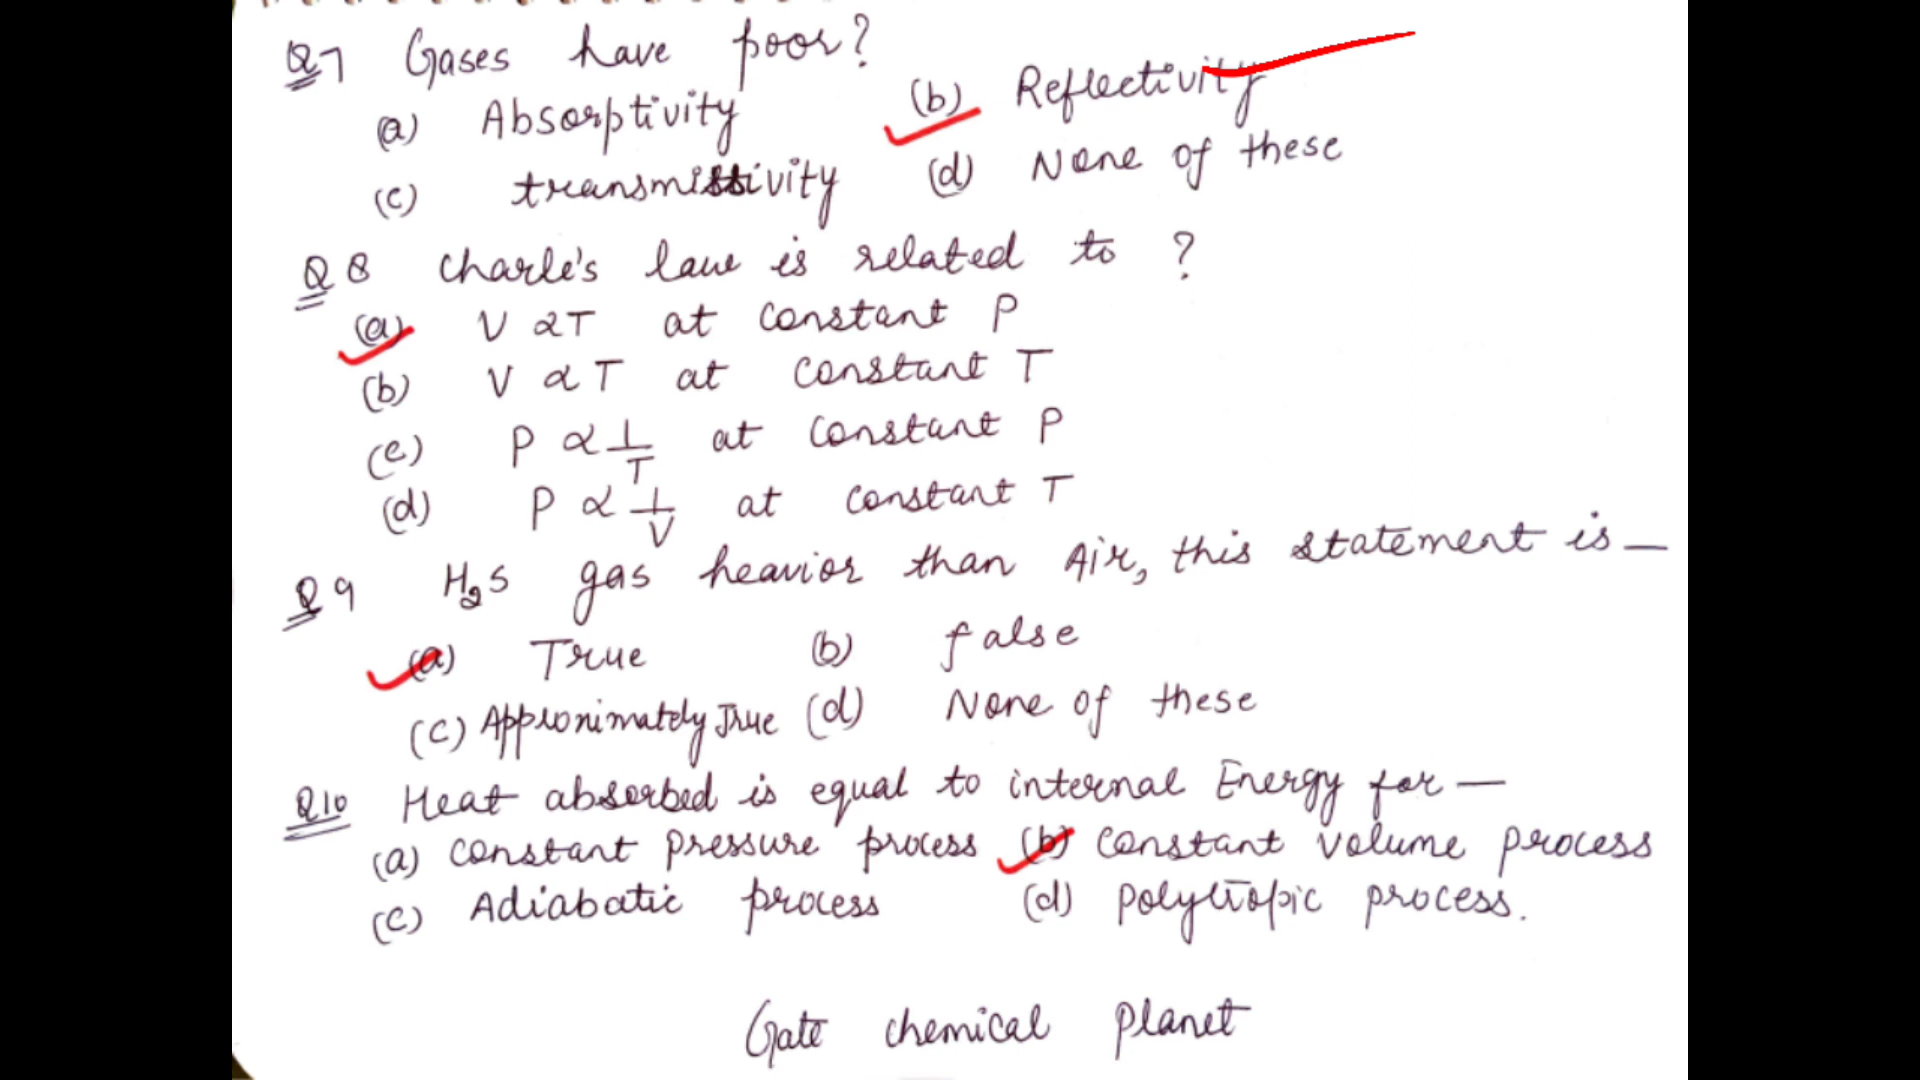 Q7 Gases have poor?
(a) Absorptivity (b) Reflectivity
(c) transmissivity (d) None of these
Q8 Charle's law is related to ?
(a) V α T at constant P
(b) V α T at constant T
(c) P α 1/T at constant P
(d) P α 1/V at constant T
Q9 H₂S gas heavior than Air, this statement is —
(a) True (b) false
(c) Approximately True (d) None of these
Q10 Heat absorbed is equal to internal Energy for —
(a) constant pressure process (b) constant volume process
(c) Adiabatic process (d) polytropic process.
Gate chemical planet